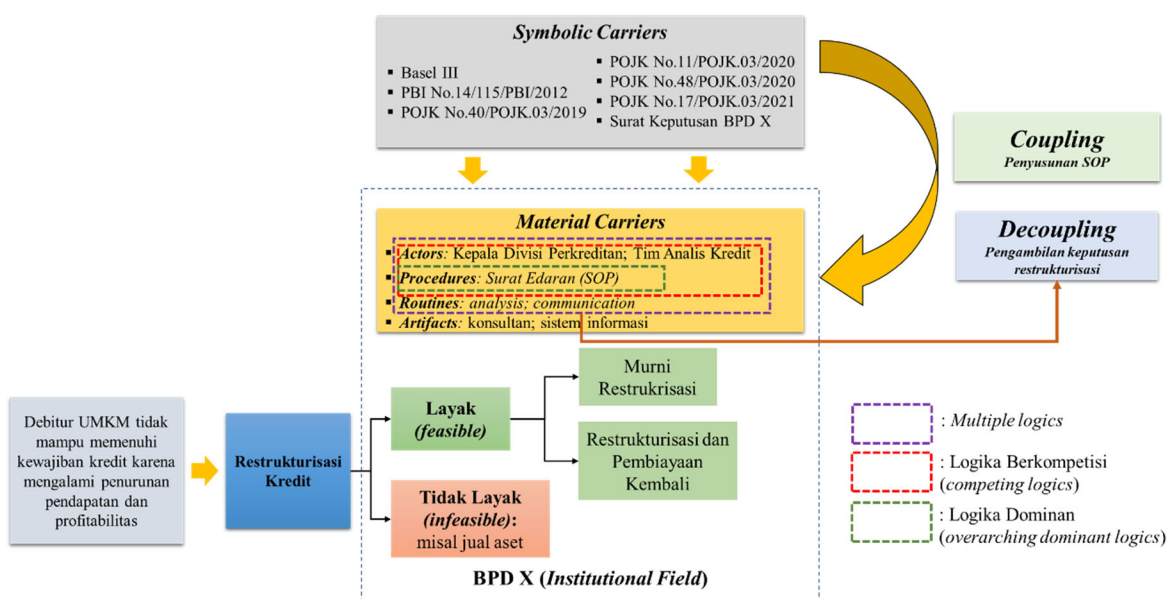 Symbolic Carriers
▪ Basel III
▪ PBI No.14/115/PBI/2012
▪ POJK No.40/POJK.03/2019
▪ POJK No.11/POJK.03/2020
▪ POJK No.48/POJK.03/2020
▪ POJK No.17/POJK.03/2021
▪ Surat Keputusan BPD X
Coupling
Penyusunan SOP
Decoupling
Pengambilan keputusan
restrukturisasi
Material Carriers
▪ Actors: Kepala Divisi Perkreditan; Tim Analis Kredit
▪ Procedures: Surat Edaran (SOP)
▪ Routines: analysis; communication
▪ Artifacts: konsultan; sistem informasi
Debitur UMKM tidak
mampu memenuhi
kewajiban kredit karena
mengalami penurunan
pendapatan dan
profitabilitas
Restrukturisasi
Kredit
Layak
(feasible)
Tidak Layak
(infeasible):
misal jual aset
Murni
Restrukrisasi
Restrukturisasi dan
Pembiayaan
Kembali
BPD X (Institutional Field)
: Multiple logics
: Logika Berkompetisi
(competing logics)
: Logika Dominan
(overarching dominant logics)